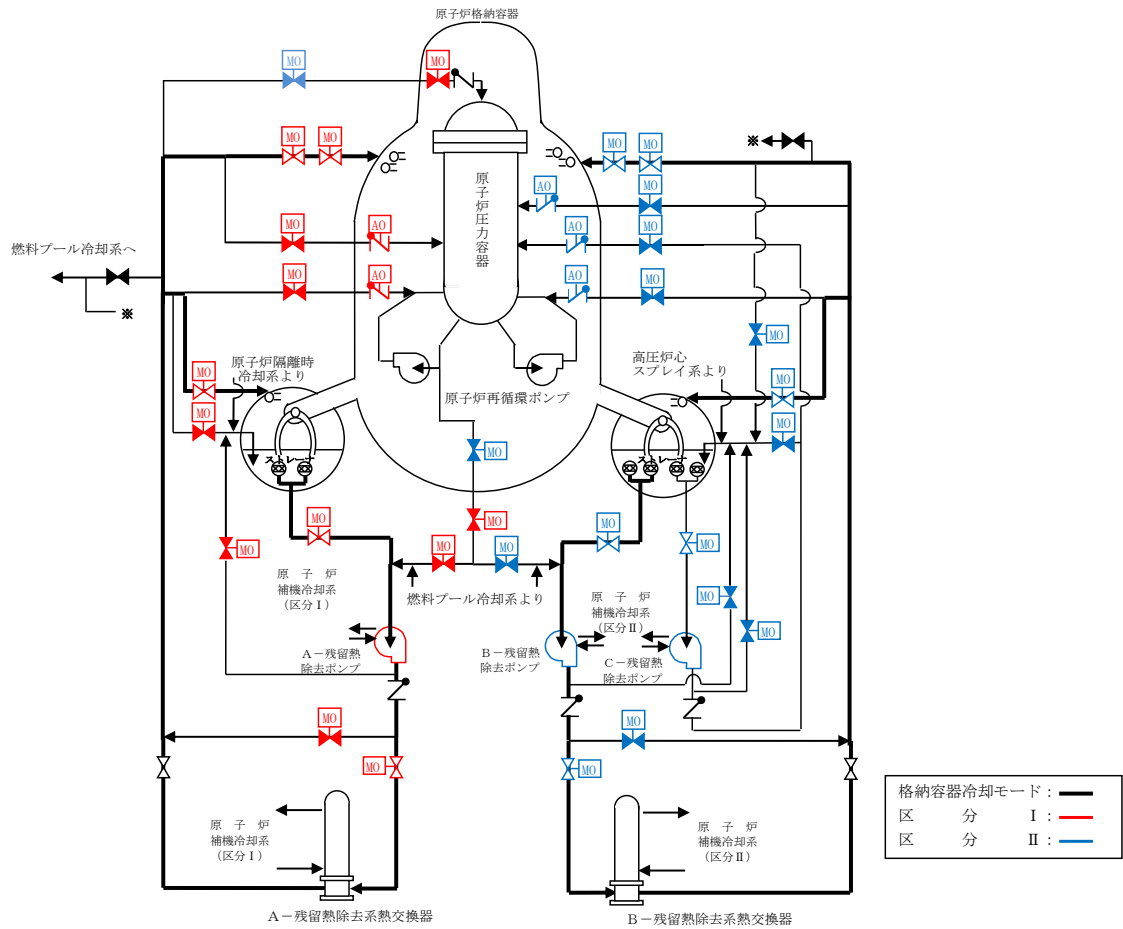 原子炉格納容器
MO
MO
MO
MO
※
MO
MO
原子炉圧力容器
AO
MO
MO
AO
AO
MO
燃料プール冷却系へ
MO
AO
AO
MO
※
MO
原子炉隔離時
冷却系より
高圧炉心
スプレイ系より
MO
MO
原子炉再循環ポンプ
MO
MO
ストレーナ
ストレーナ
MO
MO
MO
MO
MO
MO
MO
MO
原　子　炉
補機冷却系
（区分Ⅰ）
燃料プール冷却系より
原　子　炉
補機冷却系
（区分Ⅱ）
MO
MO
A－残留熱
除去ポンプ
B－残留熱
除去ポンプ
C－残留熱
除去ポンプ
MO
MO
MO
MO
原　子　炉
補機冷却系
（区分Ⅰ）
原　子　炉
補機冷却系
（区分Ⅱ）
A－残留熱除去系熱交換器
B－残留熱除去系熱交換器
格納容器冷却モード：
区　　　分　　　Ⅰ：
区　　　分　　　Ⅱ：